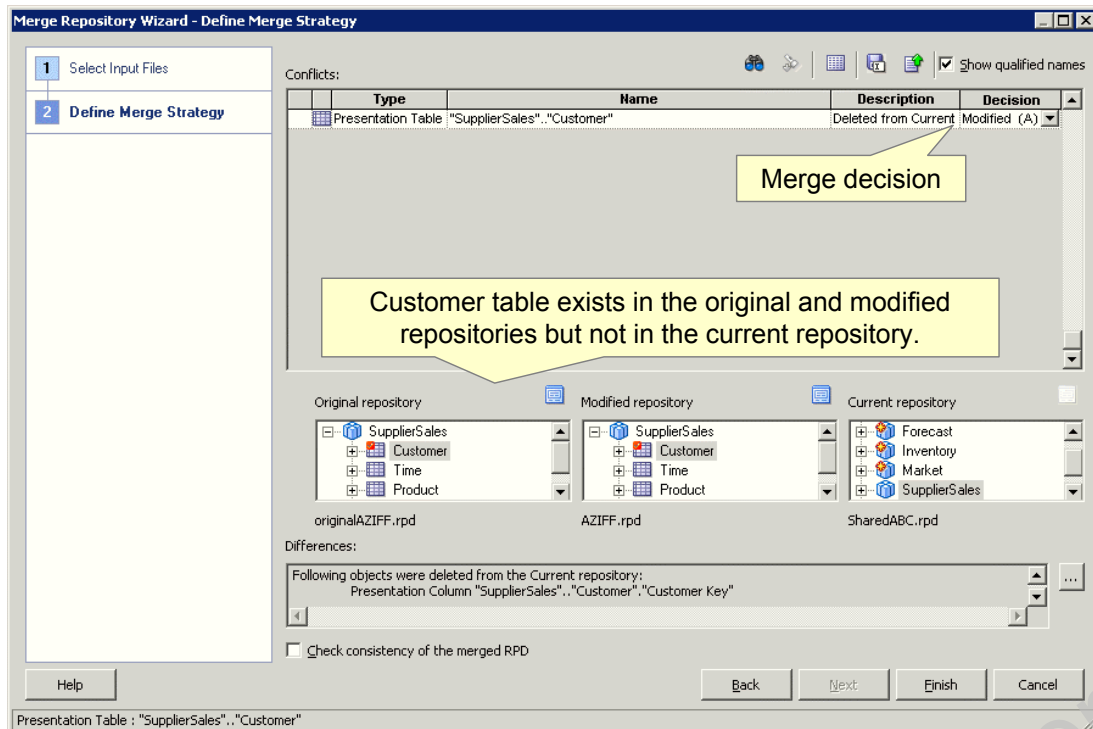 Merge Repository Wizard - Define Merge Strategy
1 Select Input Files
2 Define Merge Strategy
Conflicts:
Show qualified names
Type Name Description Decision
Presentation Table "SupplierSales".."Customer" Deleted from Current Modified (A)
Merge decision
Customer table exists in the original and modified
repositories but not in the current repository.
Original repository Modified repository Current repository
SupplierSales SupplierSales Forecast
Customer Customer Inventory
Time Time Market
Product Product SupplierSales
originalAZIFF.rpd AZIFF.rpd SharedABC.rpd
Differences:
Following objects were deleted from the Current repository:
Presentation Column "SupplierSales".."Customer"."Customer Key"
...
Check consistency of the merged RPD
Help Back Next Finish Cancel
Presentation Table : "SupplierSales".."Customer"